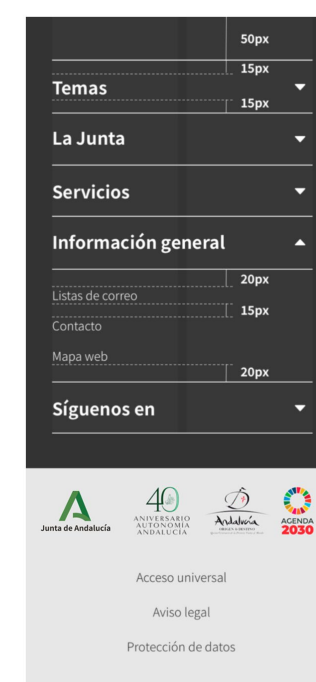 50px
15px
Temas
15px
La Junta
Servicios
Información general
20px
Listas de correo
15px
Contacto
Mapa web
20px
Síguenos en
Junta de Andalucía
40
ANIVERSARIO
AUTONOMÍA
ANDALUCÍA
Andalucía
AGENDA
2030
Acceso universal
Aviso legal
Protección de datos